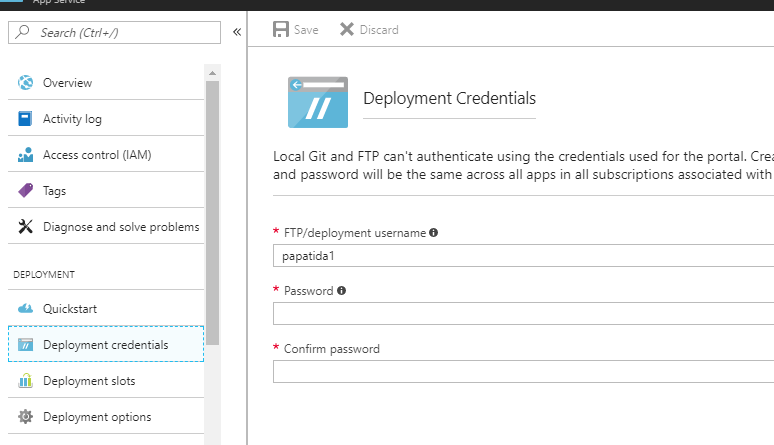 App Service
Search (Ctrl+/)
Overview
Activity log
Access control (IAM)
Tags
Diagnose and solve problems
DEPLOYMENT
Quickstart
Deployment credentials
Deployment slots
Deployment options
Save
Discard
Deployment Credentials
Local Git and FTP can't authenticate using the credentials used for the portal. Crea
and password will be the same across all apps in all subscriptions associated with
* FTP/deployment username
papatida1
* Password
* Confirm password